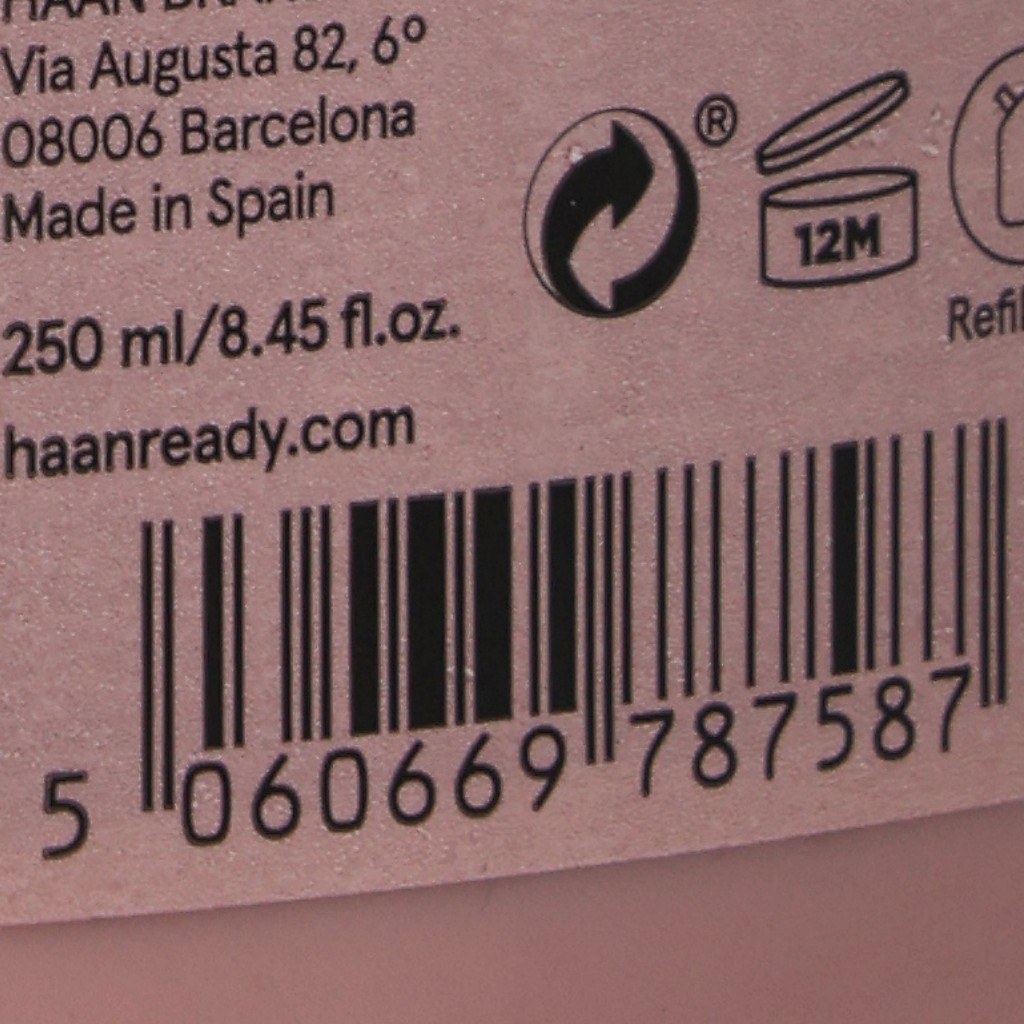 HAAN
Via Augusta 82, 6º
08006 Barcelona
Made in Spain
250 ml/8.45 fl.oz.
haanready.com
®
12M
5 060669 787587